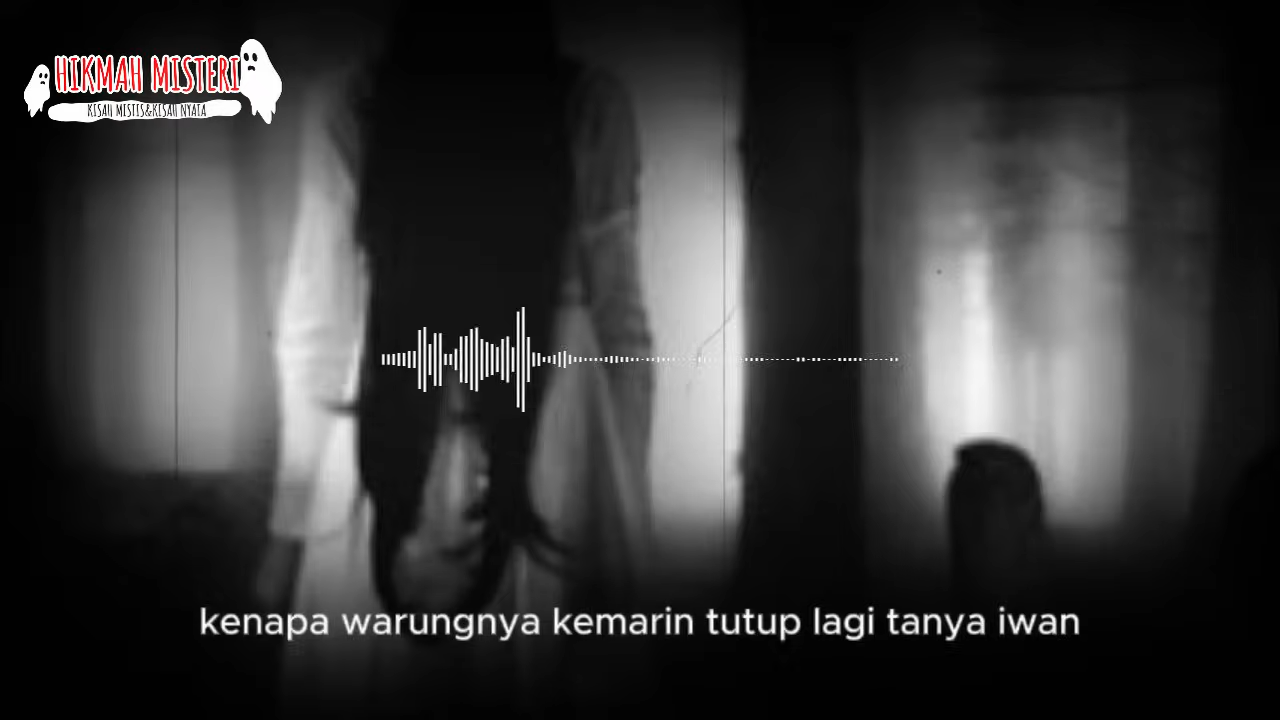 HIKMAH MISTERI
KISAH MISTIS&KISAH NYATA
kenapa warungnya kemarin tutup lagi tanya iwan